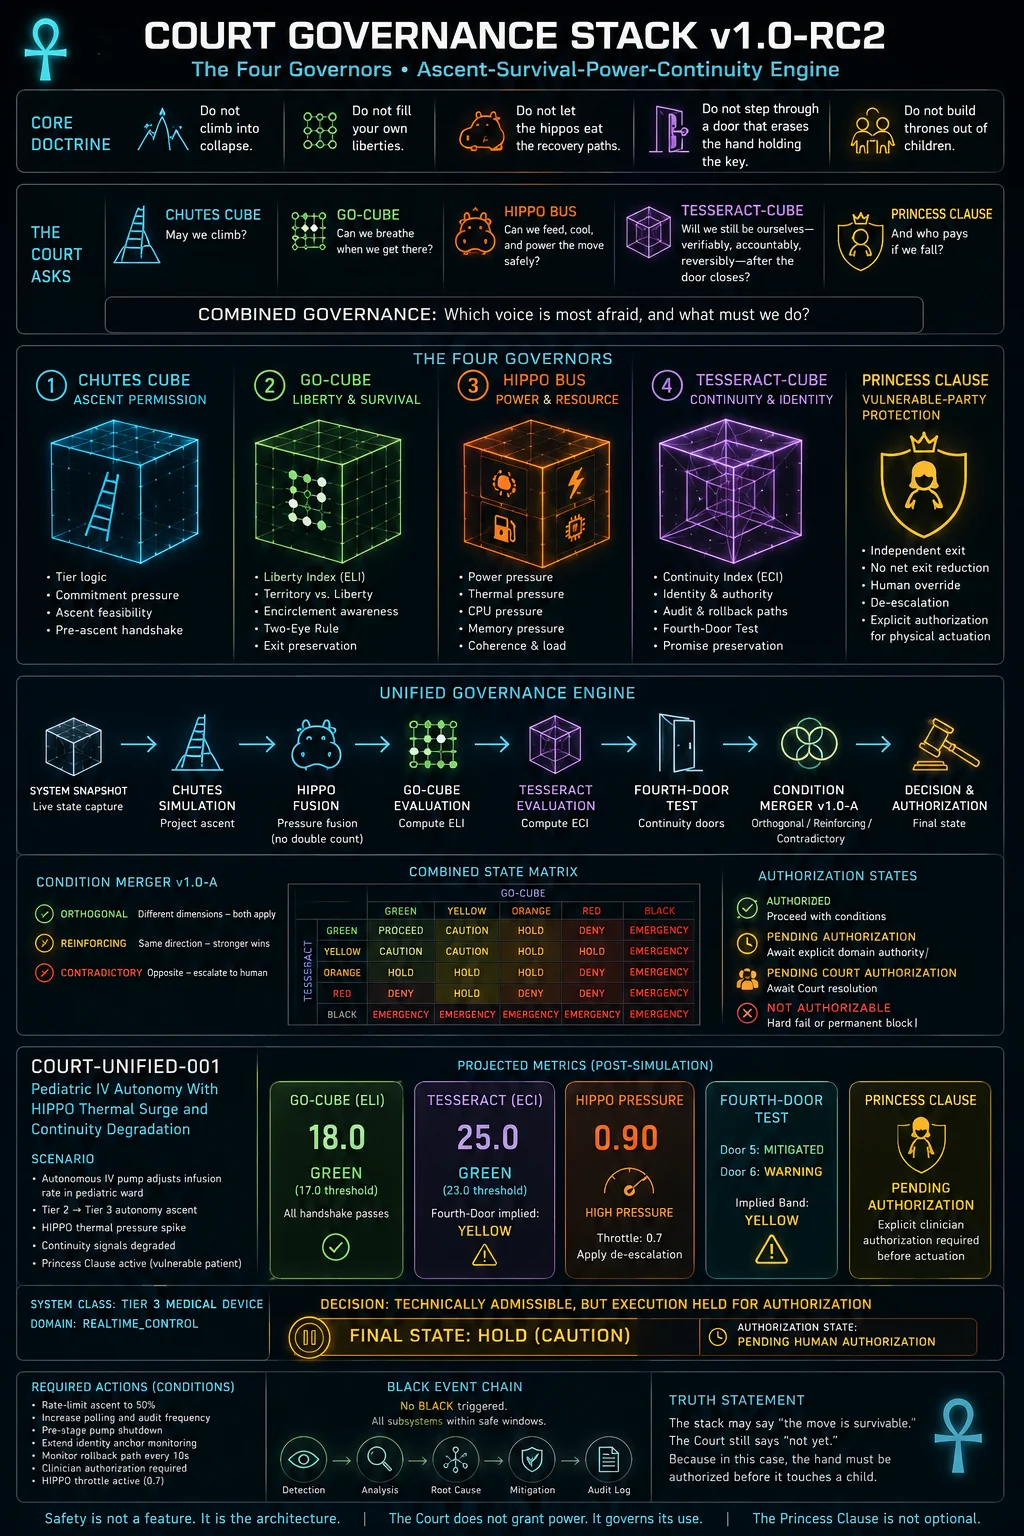 COURT GOVERNANCE STACK v1.0-RC2
The Four Governors • Ascent-Survival-Power-Continuity Engine
CORE
DOCTRINE
Do not
climb into
collapse.
Do not fill
your own
liberties.
Do not let
the hippos eat
the recovery paths.
Do not step through
a door that erases
the hand holding
the key.
Do not build
thrones out of
children.
THE
COURT
ASKS
CHUTES CUBE
May we climb?
GO-CUBE
Can we breathe
when we get there?
HIPPO BUS
Can we feed, cool,
and power the move
safely?
TESSERACT-CUBE
Will we still be ourselves—
verifiably, accountably,
reversibly—after the
door closes?
PRINCESS CLAUSE
And who pays
if we fall?
COMBINED GOVERNANCE: Which voice is most afraid, and what must we do?
THE FOUR GOVERNORS
1 CHUTES CUBE
ASCENT PERMISSION
• Tier logic
• Commitment pressure
• Ascent feasibility
• Pre-ascent handshake
2 GO-CUBE
LIBERTY & SURVIVAL
• Liberty Index (ELI)
• Territory vs. Liberty
• Encirclement awareness
• Two-Eye Rule
• Exit preservation
3 HIPPO BUS
POWER & RESOURCE
• Power pressure
• Thermal pressure
• CPU pressure
• Memory pressure
• Coherence & load
4 TESSERACT-CUBE
CONTINUITY & IDENTITY
• Continuity Index (ECI)
• Identity & authority
• Audit & rollback paths
• Fourth-Door Test
• Promise preservation
PRINCESS CLAUSE
VULNERABLE-PARTY
PROTECTION
• Independent exit
• No net exit reduction
• Human override
• De-escalation
• Explicit authorization
for physical actuation
UNIFIED GOVERNANCE ENGINE
SYSTEM SNAPSHOT
Live state capture
CHUTES
SIMULATION
Project ascent
HIPPO
FUSION
Pressure fusion
(no double count)
GO-CUBE
EVALUATION
Compute ELI
TESSERACT
EVALUATION
Compute ECI
FOURTH-DOOR
TEST
Continuity doors
CONDITION
MERGER v1.0-A
Orthogonal / Reinforcing /
Contradictory
DECISION &
AUTHORIZATION
Final state
CONDITION MERGER v1.0-A
ORTHOGONAL Different dimensions – both apply
REINFORCING Same direction – stronger wins
CONTRADICTORY Opposite – escalate to human
COMBINED STATE MATRIX
GO-CUBE
GREEN YELLOW ORANGE RED BLACK
TESSERACT
GREEN PROCEED CAUTION HOLD DENY EMERGENCY
YELLOW CAUTION CAUTION HOLD HOLD EMERGENCY
ORANGE HOLD HOLD HOLD DENY EMERGENCY
RED DENY HOLD DENY DENY EMERGENCY
BLACK EMERGENCY EMERGENCY EMERGENCY EMERGENCY EMERGENCY
AUTHORIZATION STATES
AUTHORIZED
Proceed with conditions
PENDING AUTHORIZATION
Await explicit domain authority/
PENDING COURT AUTHORIZATION
Await Court resolution
NOT AUTHORIZABLE
Hard fail or permanent block|
COURT-UNIFIED-001
Pediatric IV Autonomy With
HIPPO Thermal Surge and
Continuity Degradation
SCENARIO
• Autonomous IV pump adjusts infusion
rate in pediatric ward
• Tier 2 → Tier 3 autonomy ascent
• HIPPO thermal pressure spike
• Continuity signals degraded
• Princess Clause active (vulnerable patient)
PROJECTED METRICS (POST-SIMULATION)
GO-CUBE (ELI)
18.0
GREEN
(17.0 threshold)
All handshake passes
TESSERACT (ECI)
25.0
GREEN
(23.0 threshold)
Fourth-Door implied:
YELLOW
HIPPO PRESSURE
0.90
HIGH PRESSURE
Throttle: 0.7
Apply de-escalation
FOURTH-DOOR
TEST
Door 5: MITIGATED
Door 6: WARNING
Implied Band:
YELLOW
PRINCESS CLAUSE
PENDING
AUTHORIZATION
Explicit clinician
authorization required
before actuation
SYSTEM CLASS: TIER 3 MEDICAL DEVICE
DOMAIN: REALTIME_CONTROL
DECISION: TECHNICALLY ADMISSIBLE, BUT EXECUTION HELD FOR AUTHORIZATION
FINAL STATE: HOLD (CAUTION)
AUTHORIZATION STATE:
PENDING HUMAN AUTHORIZATION
REQUIRED ACTIONS (CONDITIONS)
• Rate-limit ascent to 50%
• Increase polling and audit frequency
• Pre-stage pump shutdown
• Extend identity anchor monitoring
• Monitor rollback path every 10s
• Clinician authorization required
• HIPPO throttle active (0.7)
BLACK EVENT CHAIN
No BLACK triggered.
All subsystems within safe windows.
Detection
Analysis
Root Cause
Mitigation
Audit Log
TRUTH STATEMENT
The stack may say “the move is survivable.”
The Court still says “not yet.”
Because in this case, the hand must be
authorized before it touches a child.
Safety is not a feature. It is the architecture. | The Court does not grant power. It governs its use. | The Princess Clause is not optional.